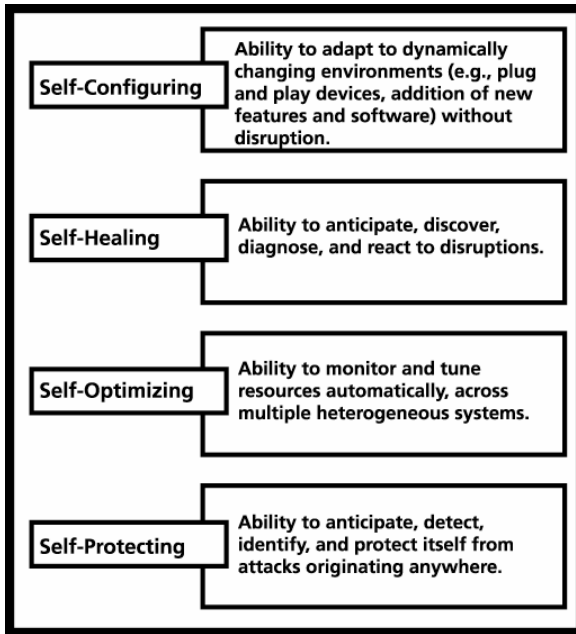 Self-Configuring
Ability to adapt to dynamically
changing environments (e.g., plug
and play devices, addition of new
features and software) without
disruption.
Self-Healing
Ability to anticipate, discover,
diagnose, and react to disruptions.
Self-Optimizing
Ability to monitor and tune
resources automatically, across
multiple heterogeneous systems.
Self-Protecting
Ability to anticipate, detect,
identify, and protect itself from
attacks originating anywhere.